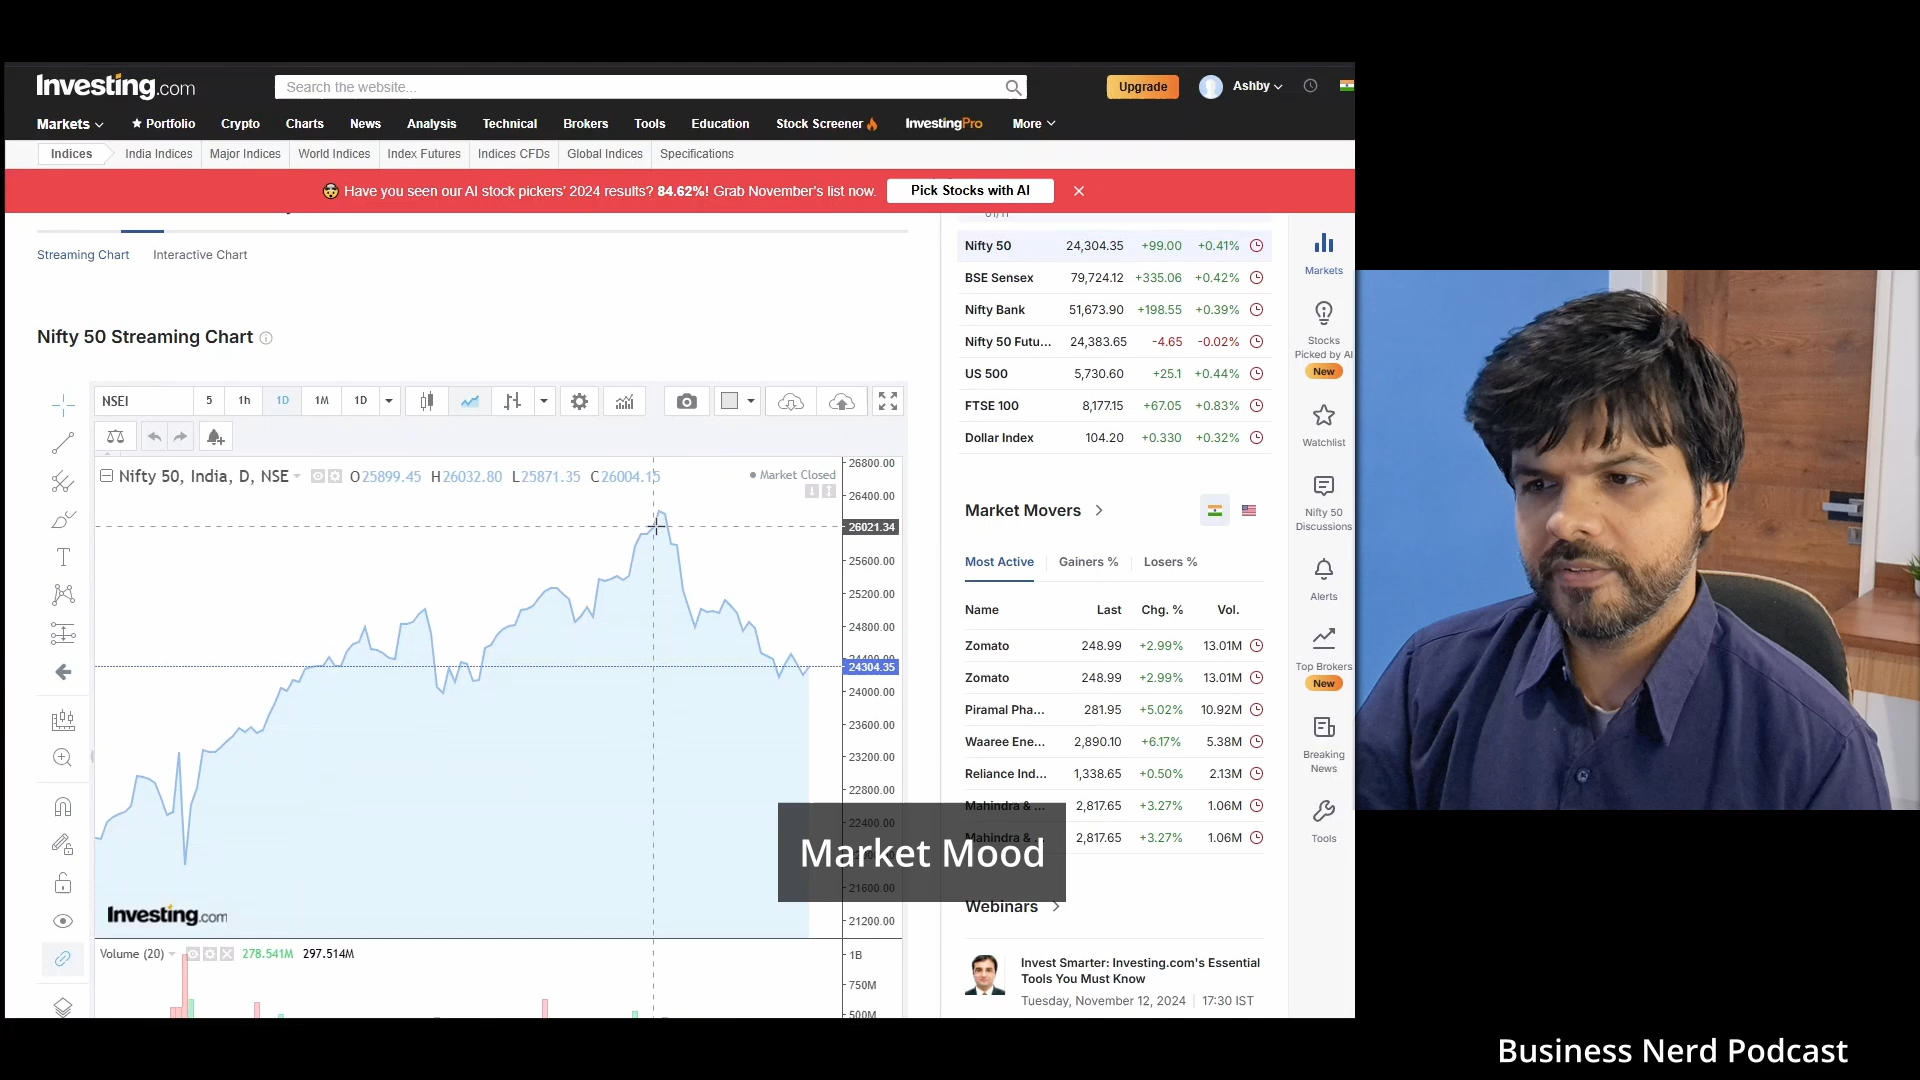 Investing.com
Search the website...
Upgrade
Ashby
Markets
Portfolio
Crypto
Charts
News
Analysis
Technical
Brokers
Tools
Education
Stock Screener
InvestingPro
More
Indices
India Indices
Major Indices
World Indices
Index Futures
Indices CFDs
Global Indices
Specifications
Have you seen our AI stock pickers' 2024 results? 84.62%! Grab November's list now.
Pick Stocks with AI
Streaming Chart
Interactive Chart
Nifty 50 Streaming Chart
NSEI
5
1h
1D
1M
1D
Nifty 50, India, D, NSE
O25899.45 H26032.80 L25871.35 C26004.15
Market Closed
26800.00
26400.00
26021.34
25600.00
25200.00
24800.00
24304.35
24000.00
23600.00
23200.00
22800.00
22400.00
21600.00
21200.00
Investing.com
Volume (20)
278.541M 297.514M
1B
750M
500M
Nifty 50 24,304.35 +99.00 +0.41%
BSE Sensex 79,724.12 +335.06 +0.42%
Nifty Bank 51,673.90 +198.55 +0.39%
Nifty 50 Futu... 24,383.65 -4.65 -0.02%
US 500 5,730.60 +25.1 +0.44%
FTSE 100 8,177.15 +67.05 +0.83%
Dollar Index 104.20 +0.330 +0.32%
Market Movers
Most Active
Gainers %
Losers %
Name Last Chg. % Vol.
Zomato 248.99 +2.99% 13.01M
Zomato 248.99 +2.99% 13.01M
Piramal Pha... 281.95 +5.02% 10.92M
Waaree Ene... 2,890.10 +6.17% 5.38M
Reliance Ind... 1,338.65 +0.50% 2.13M
Mahindra & ... 2,817.65 +3.27% 1.06M
Mahindra & ... 2,817.65 +3.27% 1.06M
Market Mood
Webinars
Invest Smarter: Investing.com's Essential
Tools You Must Know
Tuesday, November 12, 2024 | 17:30 IST
Markets
Stocks
Picked by AI
New
Watchlist
Nifty 50
Discussions
Alerts
Top Brokers
New
Breaking
News
Tools
Business Nerd Podcast